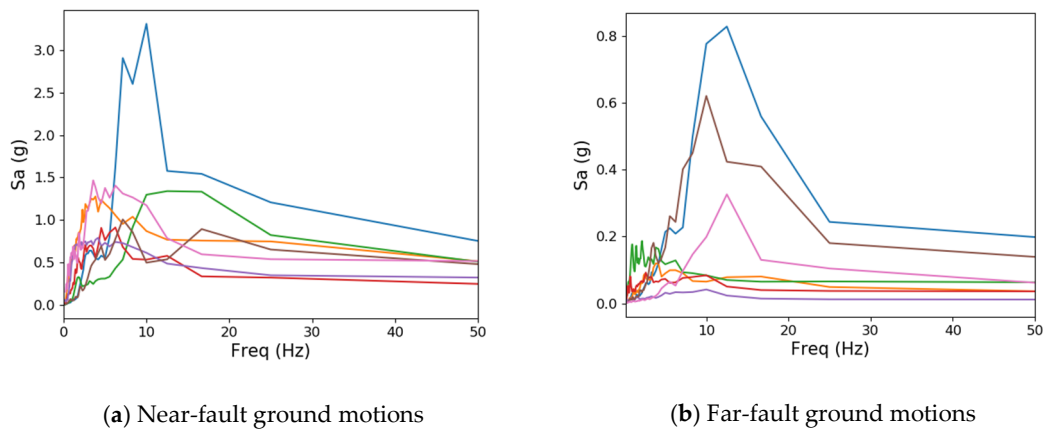 3.0
2.5
2.0
1.5
1.0
0.5
0.0
Sa (g)
0 10 20 30 40 50
Freq (Hz)
(a) Near-fault ground motions
0.8
0.6
0.4
0.2
0.0
Sa (g)
10 20 30 40 50
Freq (Hz)
(b) Far-fault ground motions